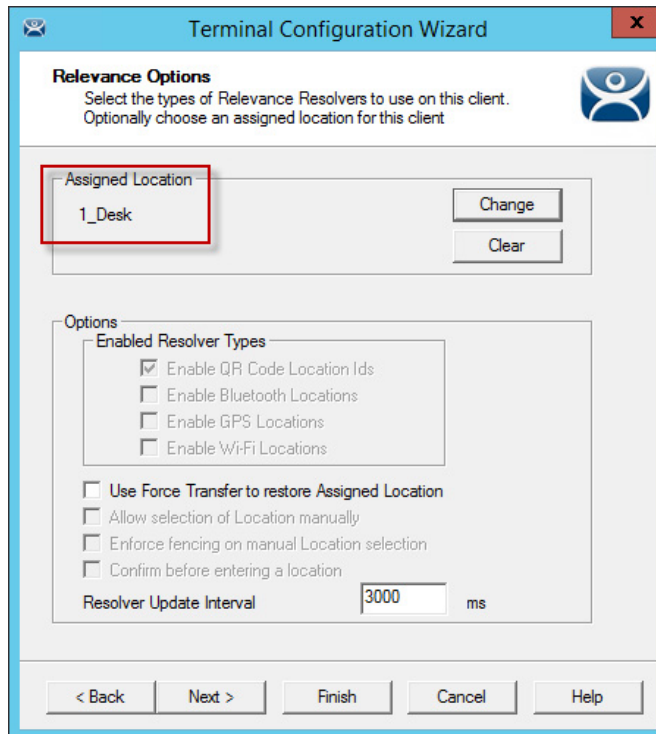 Terminal Configuration Wizard
x
Relevance Options
Select the types of Relevance Resolvers to use on this client.
Optionally choose an assigned location for this client
Assigned Location
1_Desk
Change
Clear
Options
Enabled Resolver Types
Enable QR Code Location Ids
Enable Bluetooth Locations
Enable GPS Locations
Enable Wi-Fi Locations
Use Force Transfer to restore Assigned Location
Allow selection of Location manually
Enforce fencing on manual Location selection
Confirm before entering a location
Resolver Update Interval 3000 ms
< Back Next > Finish Cancel Help